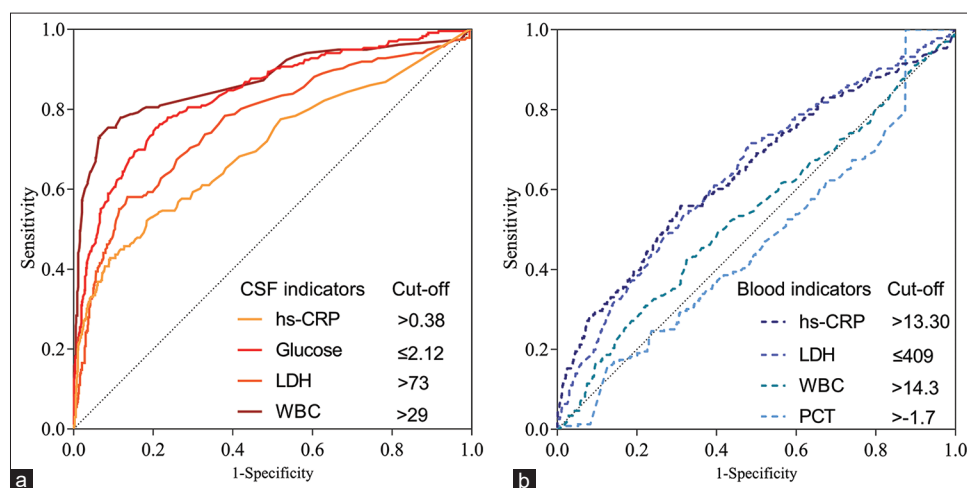 1.0
0.8
0.6
0.4
0.2
0.0
Sensitivity
CSF indicators Cut-off
hs-CRP >0.38
Glucose ≤2.12
LDH >73
WBC >29
0.0 0.2 0.4 0.6 0.8 1.0
1-Specificity
a
1.0
0.8
0.6
0.4
0.2
0.0
Sensitivity
Blood indicators Cut-off
hs-CRP >13.30
LDH ≤409
WBC >14.3
PCT >-1.7
0.0 0.2 0.4 0.6 0.8 1.0
1-Specificity
b